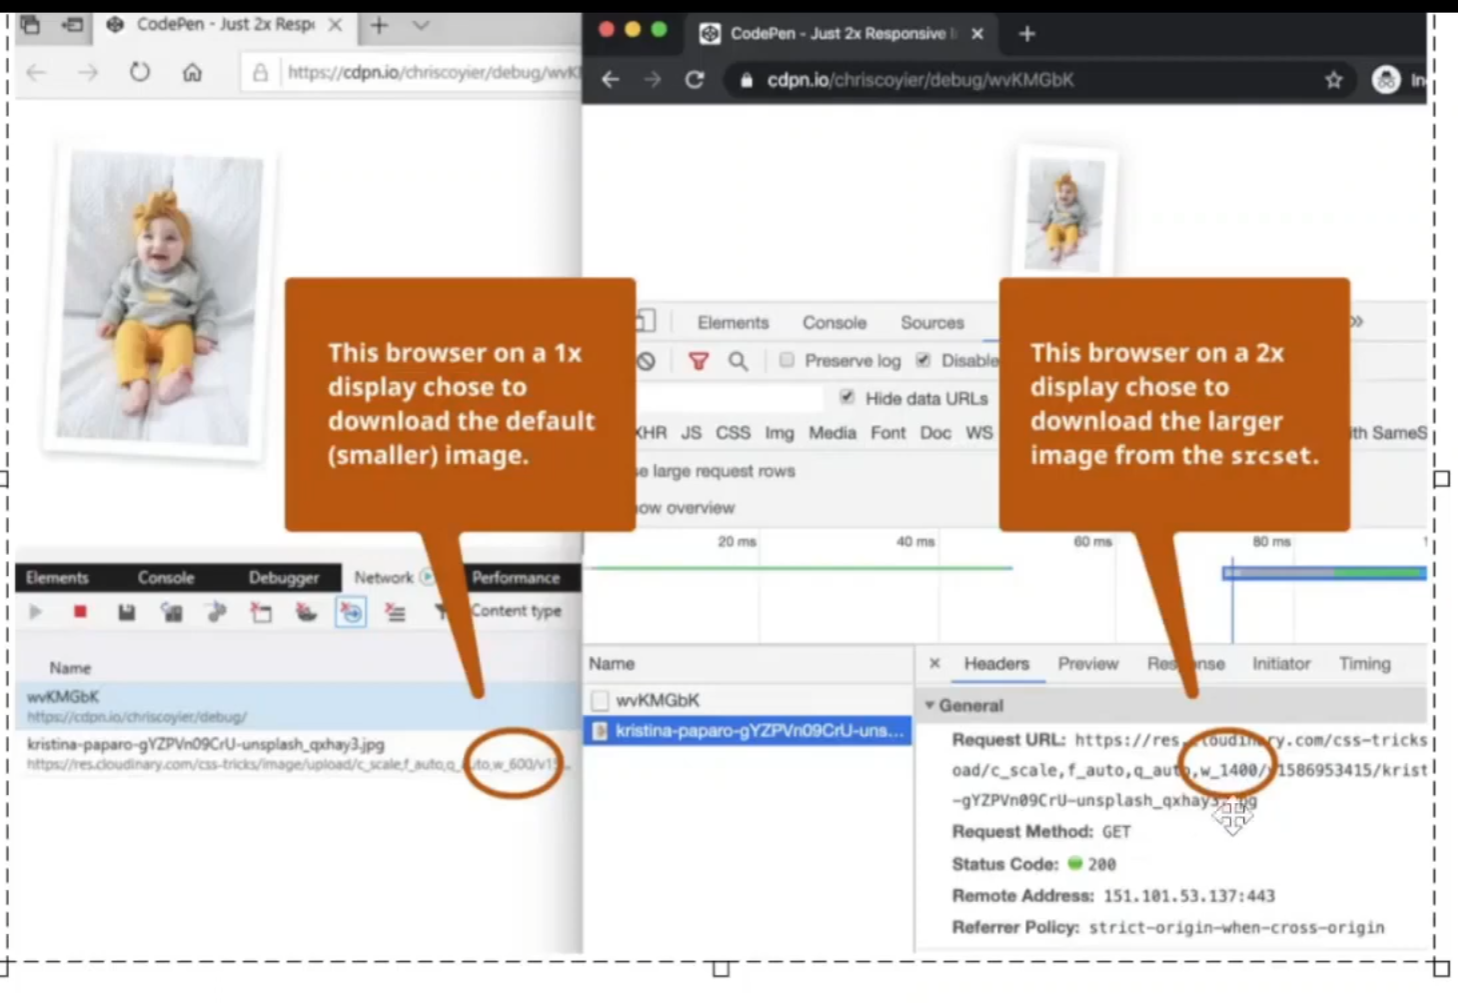 CodePen - Just 2x Resp
CodePen - Just 2x Responsive
https://cdpn.io/chriscoyier/debug/wvK
cdpn.io/chriscoyier/debug/wvKMGbK
In
This browser on a 1x
display chose to
download the default
(smaller) image.
This browser on a 2x
display chose to
download the larger
image from the srcset.
Elements Console Sources
Preserve log Disable
Hide data URLs
XHR JS CSS Img Media Font Doc WS
ith SameS
e large request rows
ow overview
20 ms 40 ms 60 ms 80 ms 1
Elements Console Debugger Network Performance
Content type
Name
wvKMGbK
https://cdpn.io/chriscoyier/debug/
kristina-paparo-gYZPVn09CrU-unsplash_qxhay3.jpg
https://res.cloudinary.com/css-tricks/image/upload/c_scale,f_auto,q_auto,w_600/v15...
Name
wvKMGbK
kristina-paparo-gYZPVn09CrU-uns...
Headers Preview Response Initiator Timing
General
Request URL: https://res.cloudinary.com/css-tricks
oad/c_scale,f_auto,q_auto,w_1400/v1586953415/krist
-gYZPVn09CrU-unsplash_qxhay3.jpg
Request Method: GET
Status Code: 200
Remote Address: 151.101.53.137:443
Referrer Policy: strict-origin-when-cross-origin